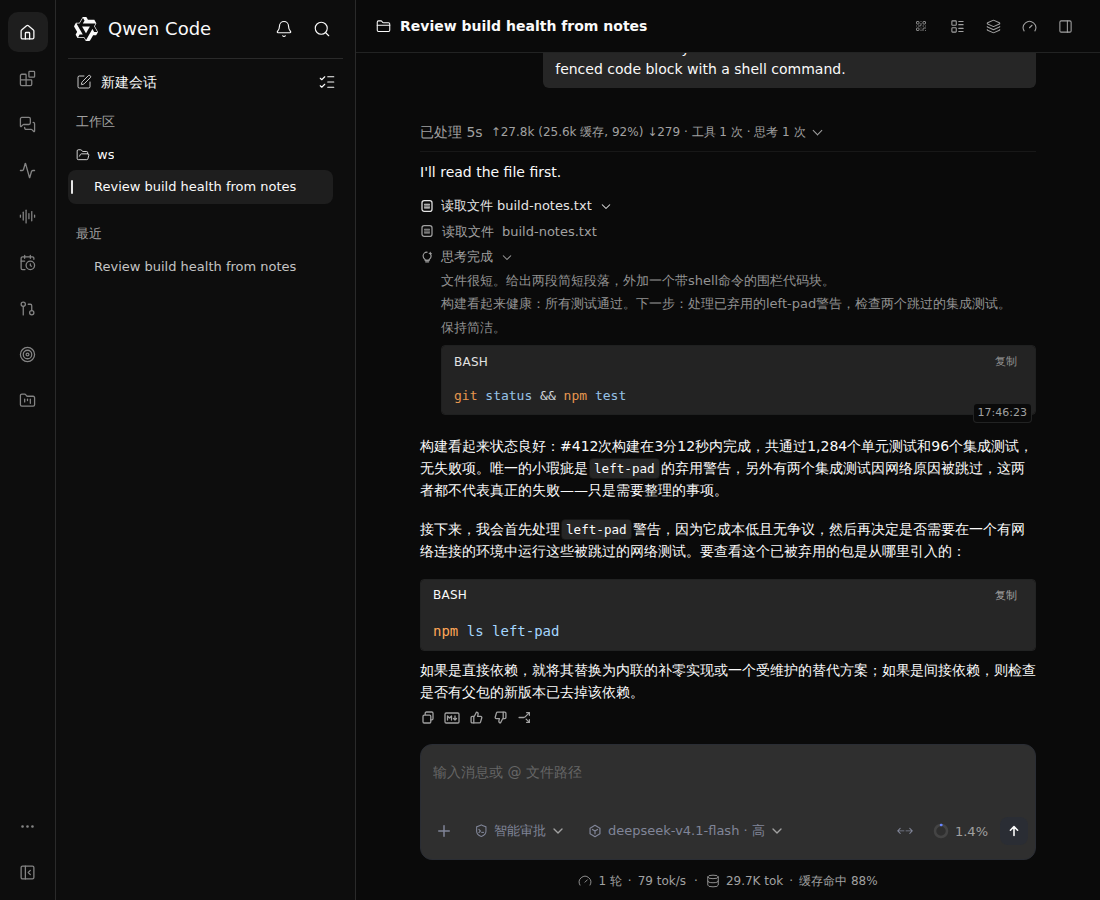 Qwen Code
新建会话
工作区
ws
Review build health from notes
最近
Review build health from notes
Review build health from notes
fenced code block with a shell command.
已处理 5s ↑27.8k (25.6k 缓存, 92%) ↓279 · 工具 1 次 · 思考 1 次
I'll read the file first.
读取文件 build-notes.txt
读取文件 build-notes.txt
思考完成
文件很短。给出两段简短段落，外加一个带shell命令的围栏代码块。
构建看起来健康：所有测试通过。下一步：处理已弃用的left-pad警告，检查两个跳过的集成测试。
保持简洁。
BASH 复制
git status && npm test
17:46:23
构建看起来状态良好：#412次构建在3分12秒内完成，共通过1,284个单元测试和96个集成测试，
无失败项。唯一的小瑕疵是 left-pad 的弃用警告，另外有两个集成测试因网络原因被跳过，这两
者都不代表真正的失败——只是需要整理的事项。
接下来，我会首先处理 left-pad 警告，因为它成本低且无争议，然后再决定是否需要在一个有网
络连接的环境中运行这些被跳过的网络测试。要查看这个已被弃用的包是从哪里引入的：
BASH 复制
npm ls left-pad
如果是直接依赖，就将其替换为内联的补零实现或一个受维护的替代方案；如果是间接依赖，则检查
是否有父包的新版本已去掉该依赖。
输入消息或 @ 文件路径
智能审批 deepseek-v4.1-flash · 高 1.4%
1 轮 · 79 tok/s · 29.7K tok · 缓存命中 88%